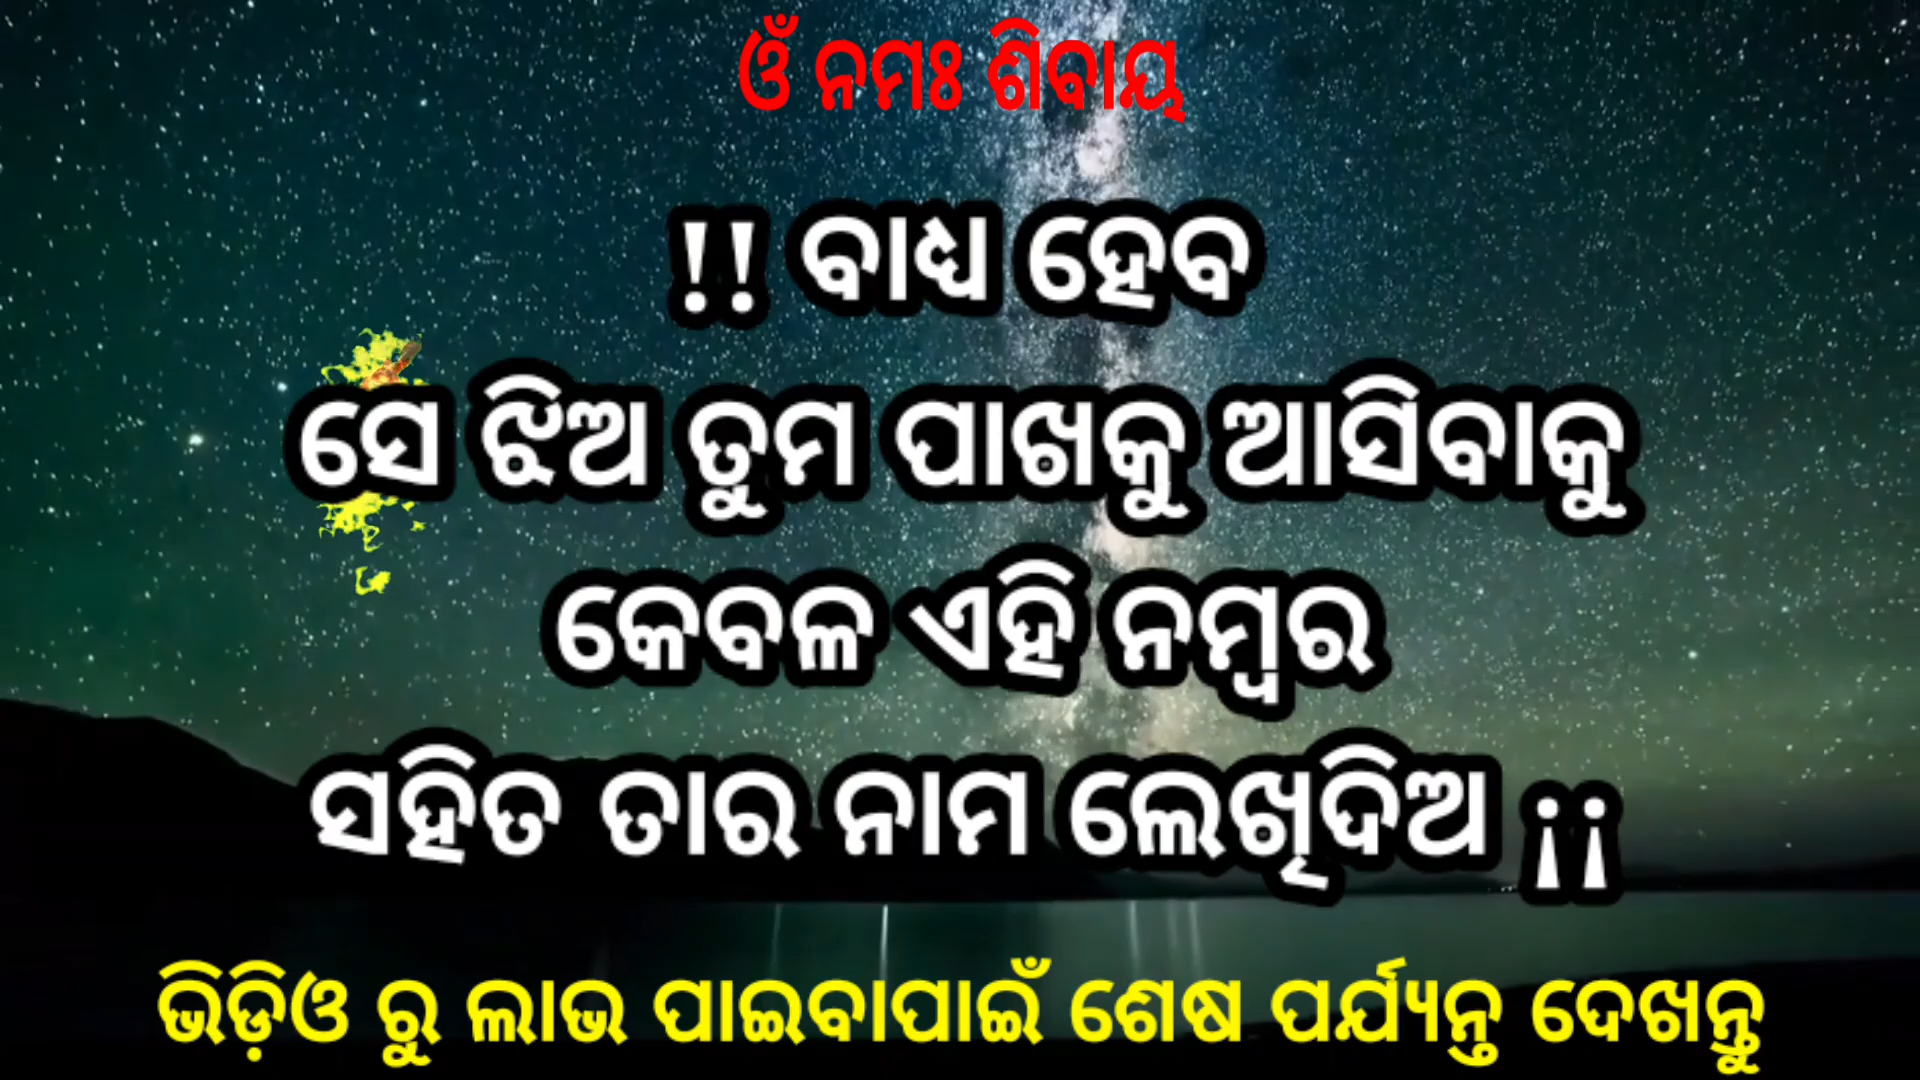 ଓଁ ନମଃ ଶିବାୟ
!! ବାଧ୍ୟ ହେବ
ସେ ଝିଅ ତୁମ ପାଖକୁ ଆସିବାକୁ
କେବଳ ଏହି ନମ୍ବର
ସହିତ ତାର ନାମ ଲେଖିଦିଅ ¡¡
ଭିଡ଼ିଓ ରୁ ଲାଭ ପାଇବାପାଇଁ ଶେଷ ପର୍ଯ୍ୟନ୍ତ ଦେଖନ୍ତୁ